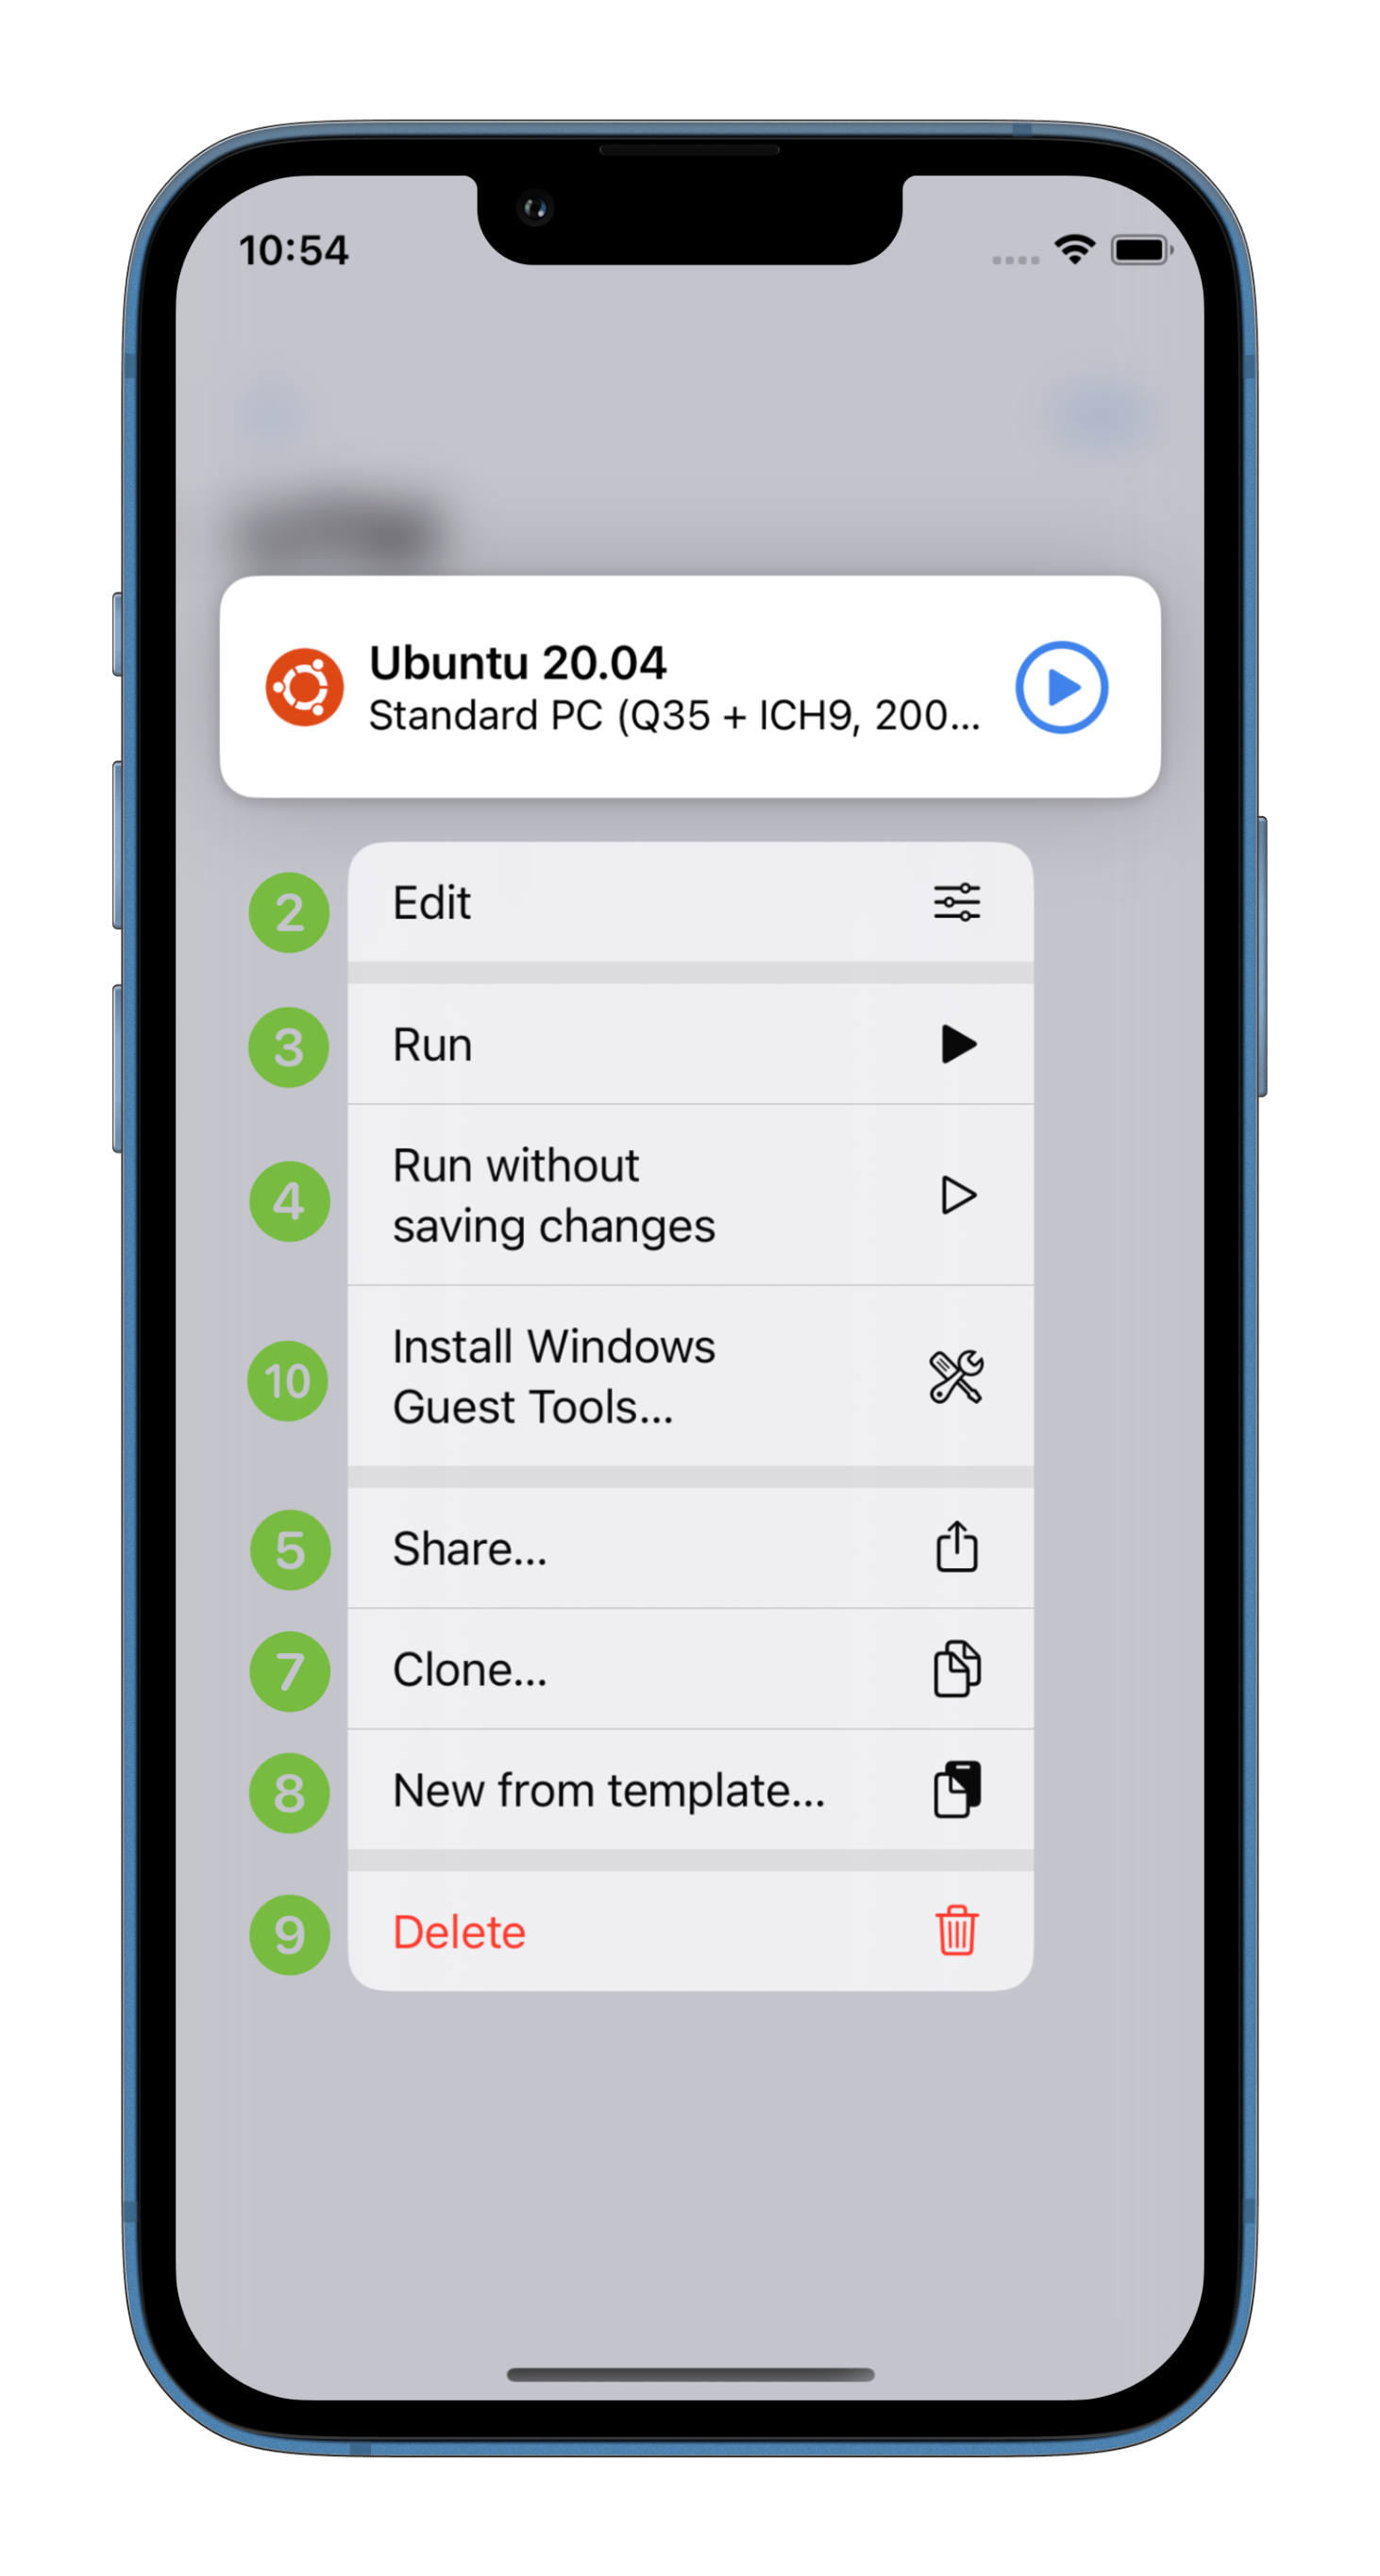 10:54
Ubuntu 20.04
Standard PC (Q35 + ICH9, 200...
2 Edit
3 Run
4 Run without
saving changes
10 Install Windows
Guest Tools...
5 Share...
7 Clone...
8 New from template...
9 Delete